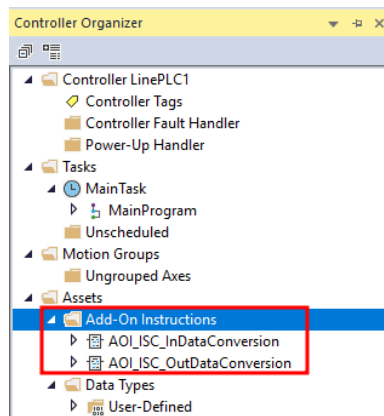 Controller Organizer
Controller LinePLC1
Controller Tags
Controller Fault Handler
Power-Up Handler
Tasks
MainTask
MainProgram
Unscheduled
Motion Groups
Ungrouped Axes
Assets
Add-On Instructions
AOI_ISC_InDataConversion
AOI_ISC_OutDataConversion
Data Types
User-Defined